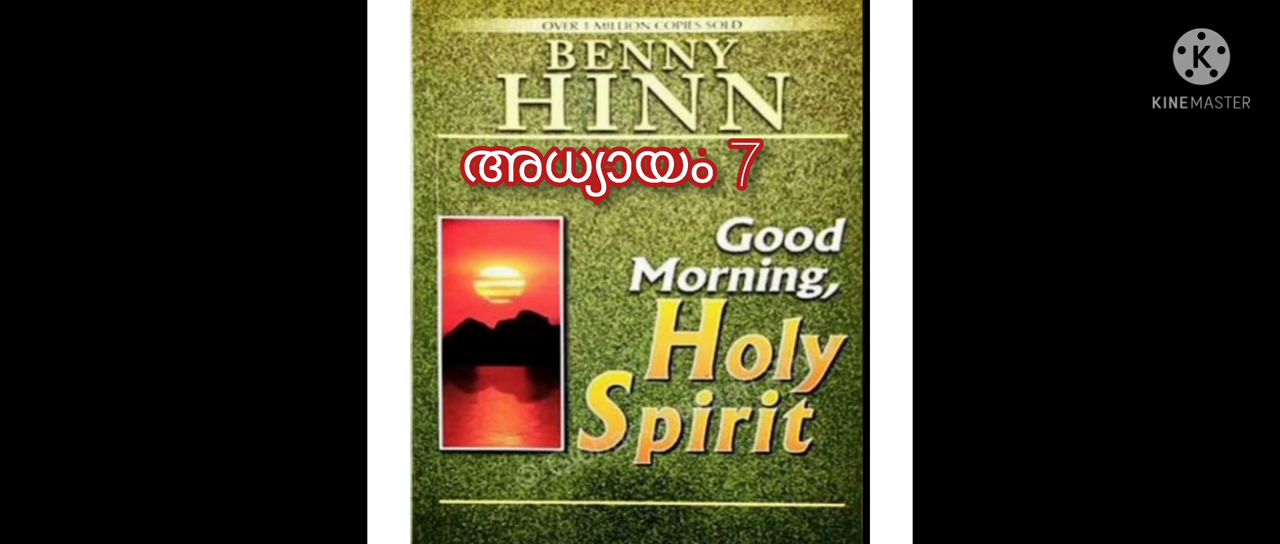 OVER 1 MILLION COPIES SOLD
BENNY
HINN
അധ്യായം 7
Good
Morning,
Holy
Spirit
K
KINEMASTER